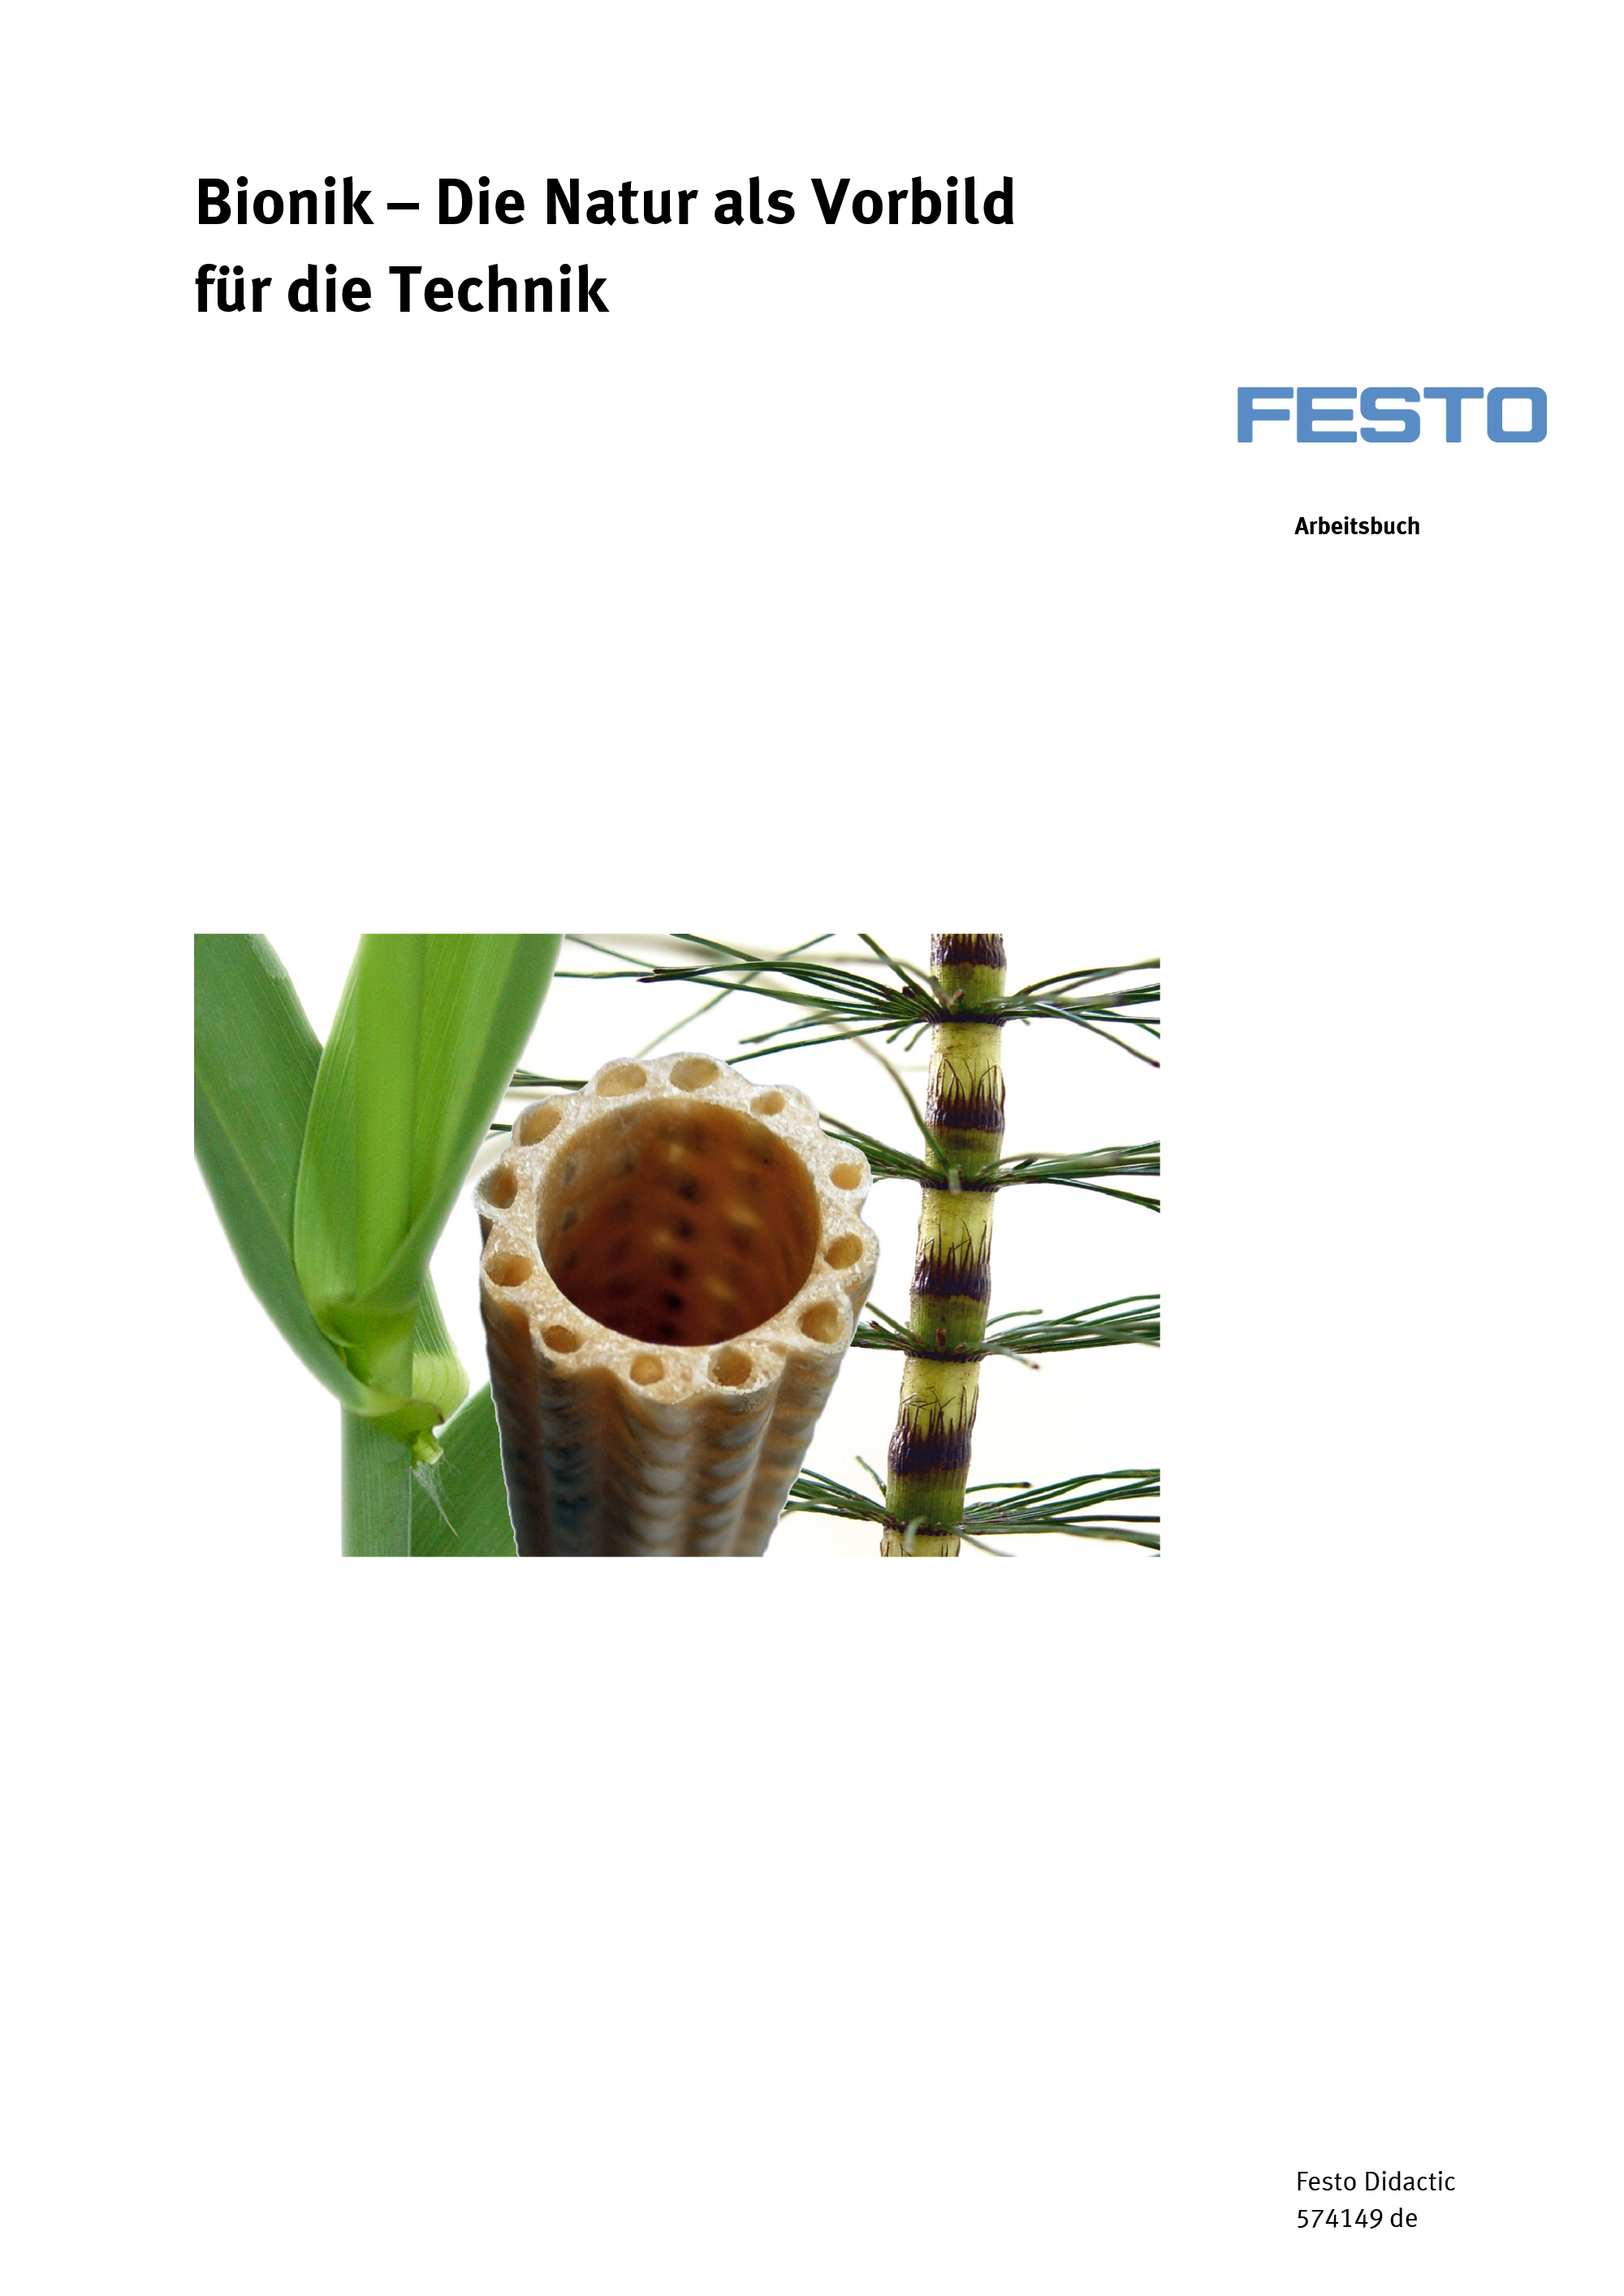 Bionik – Die Natur als Vorbild
für die Technik
FESTO
Arbeitsbuch
Festo Didactic
574149 de